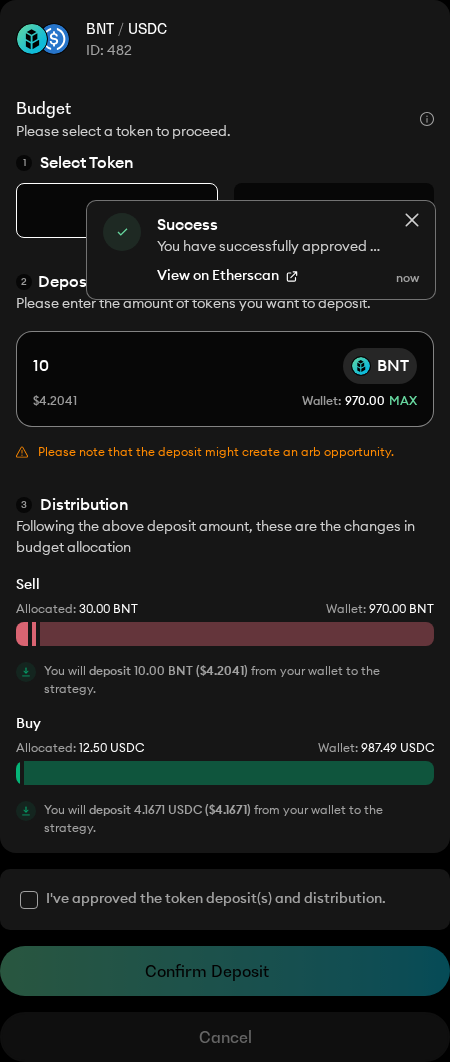 BNT / USDC
ID: 482
Budget
Please select a token to proceed.
1 Select Token
Success
You have successfully approved ...
View on Etherscan
now
2 Depos
Please enter the amount of tokens you want to deposit.
10
BNT
$4.2041
Wallet: 970.00 MAX
Please note that the deposit might create an arb opportunity.
3 Distribution
Following the above deposit amount, these are the changes in
budget allocation
Sell
Allocated: 30.00 BNT
Wallet: 970.00 BNT
You will deposit 10.00 BNT ($4.2041) from your wallet to the
strategy.
Buy
Allocated: 12.50 USDC
Wallet: 987.49 USDC
You will deposit 4.1671 USDC ($4.1671) from your wallet to the
strategy.
I've approved the token deposit(s) and distribution.
Confirm Deposit
Cancel